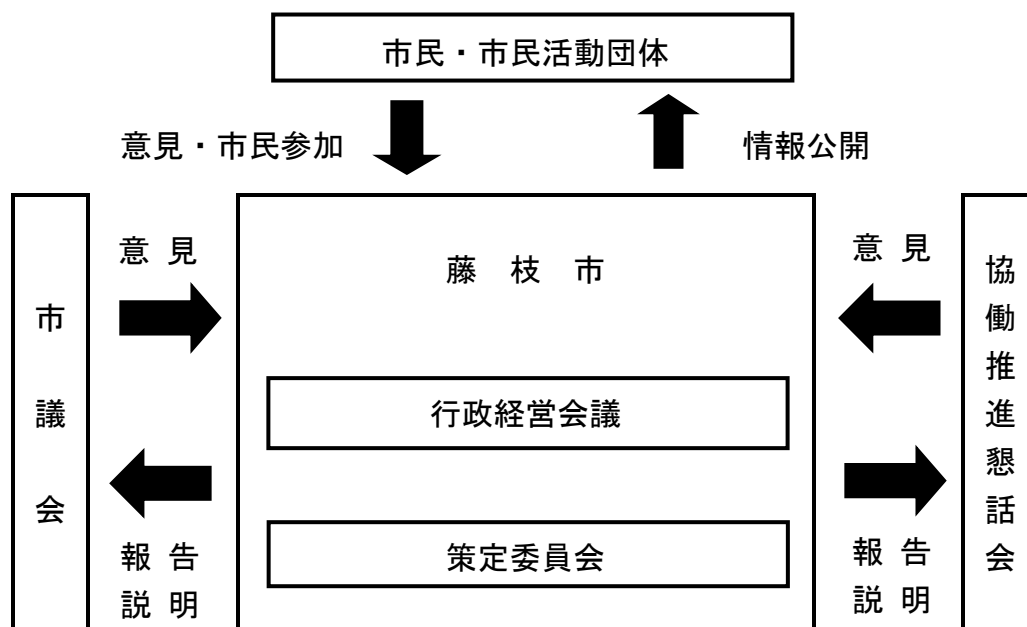 市民・市民活動団体
意見・市民参加
情報公開
市議会
意 見
藤 枝 市
意 見
協働推進懇話会
行政経営会議
策定委員会
報 告
説 明
報 告
説 明